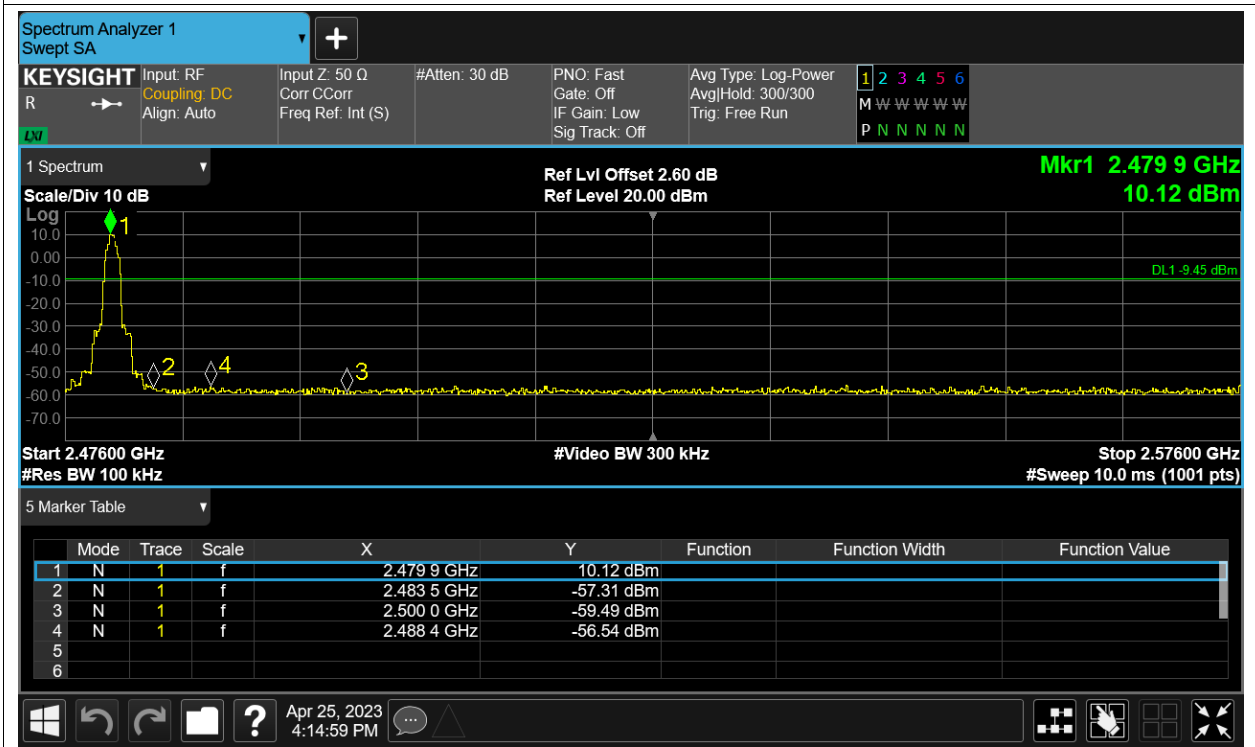 Spectrum Analyzer 1
Swept SA
+
KEYSIGHT
R
LXI
Input: RF
Coupling: DC
Align: Auto
Input Z: 50 Ω
Corr CCorr
Freq Ref: Int (S)
#Atten: 30 dB
PNO: Fast
Gate: Off
IF Gain: Low
Sig Track: Off
Avg Type: Log-Power
Avg|Hold: 300/300
Trig: Free Run
1 2 3 4 5 6
M W W W W W
P N N N N N
1 Spectrum
Scale/Div 10 dB
Ref Lvl Offset 2.60 dB
Ref Level 20.00 dBm
Mkr1 2.479 9 GHz
10.12 dBm
Log
10.0
0.00
-10.0
-20.0
-30.0
-40.0
-50.0
-60.0
-70.0
1
2
4
3
DL1 -9.45 dBm
Start 2.47600 GHz
#Video BW 300 kHz
Stop 2.57600 GHz
#Res BW 100 kHz
#Sweep 10.0 ms (1001 pts)
5 Marker Table
Mode Trace Scale X Y Function Function Width Function Value
1 N 1 f 2.479 9 GHz 10.12 dBm
2 N 1 f 2.483 5 GHz -57.31 dBm
3 N 1 f 2.500 0 GHz -59.49 dBm
4 N 1 f 2.488 4 GHz -56.54 dBm
5
6
?
Apr 25, 2023
4:14:59 PM